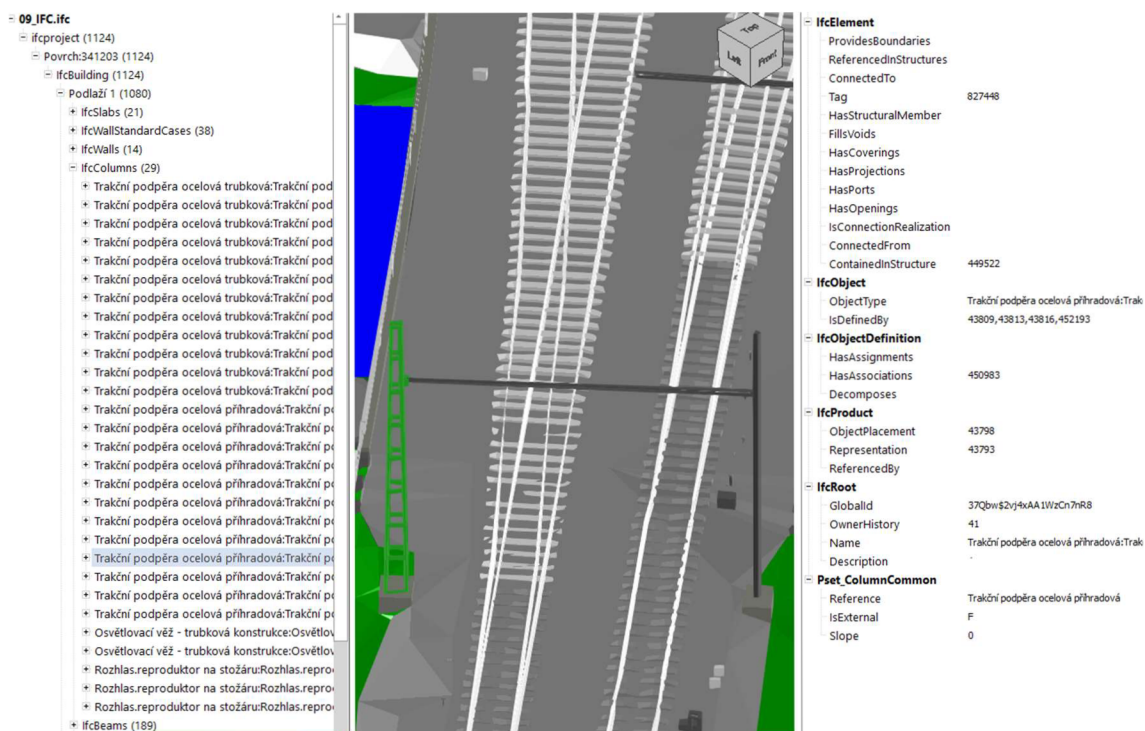 09_IFC.ifc
ifcproject (1124)
Povrch:341203 (1124)
IfcBuilding (1124)
Podlaží 1 (1080)
IfcSlabs (21)
IfcWallStandardCases (38)
IfcWalls (14)
IfcColumns (29)
Trakční podpěra ocelová trubková:Trakční pod
Trakční podpěra ocelová trubková:Trakční pod
Trakční podpěra ocelová trubková:Trakční pod
Trakční podpěra ocelová trubková:Trakční pod
Trakční podpěra ocelová trubková:Trakční pod
Trakční podpěra ocelová trubková:Trakční pod
Trakční podpěra ocelová trubková:Trakční pod
Trakční podpěra ocelová trubková:Trakční pod
Trakční podpěra ocelová trubková:Trakční pod
Trakční podpěra ocelová trubková:Trakční pod
Trakční podpěra ocelová trubková:Trakční pod
Trakční podpěra ocelová trubková:Trakční pod
Trakční podpěra ocelová příhradová:Trakční po
Trakční podpěra ocelová příhradová:Trakční po
Trakční podpěra ocelová příhradová:Trakční po
Trakční podpěra ocelová příhradová:Trakční po
Trakční podpěra ocelová příhradová:Trakční po
Trakční podpěra ocelová příhradová:Trakční po
Trakční podpěra ocelová příhradová:Trakční po
Trakční podpěra ocelová příhradová:Trakční po
Trakční podpěra ocelová příhradová:Trakční po
Trakční podpěra ocelová příhradová:Trakční po
Trakční podpěra ocelová příhradová:Trakční po
Trakční podpěra ocelová příhradová:Trakční po
Osvětlovací věž - trubková konstrukce:Osvětlov
Osvětlovací věž - trubková konstrukce:Osvětlov
Rozhlas.reproduktor na stožáru:Rozhlas.repro
Rozhlas.reproduktor na stožáru:Rozhlas.repro
Rozhlas.reproduktor na stožáru:Rozhlas.repro
IfcBeams (189)
Top
Left
Front
IfcElement
ProvidesBoundaries
ReferencedInStructures
ConnectedTo
Tag 827448
HasStructuralMember
FillsVoids
HasCoverings
HasProjections
HasPorts
HasOpenings
IsConnectionRealization
ConnectedFrom
ContainedInStructure 449522
IfcObject
ObjectType Trakční podpěra ocelová příhradová:Trak
IsDefinedBy 43809,43813,43816,452193
IfcObjectDefinition
HasAssignments
HasAssociations 450983
Decomposes
IfcProduct
ObjectPlacement 43798
Representation 43793
ReferencedBy
IfcRoot
GlobalId 37Qbw$2vj4xAA1WzCn7nR8
OwnerHistory 41
Name Trakční podpěra ocelová příhradová:Trak
Description
Pset_ColumnCommon
Reference Trakční podpěra ocelová příhradová
IsExternal F
Slope 0